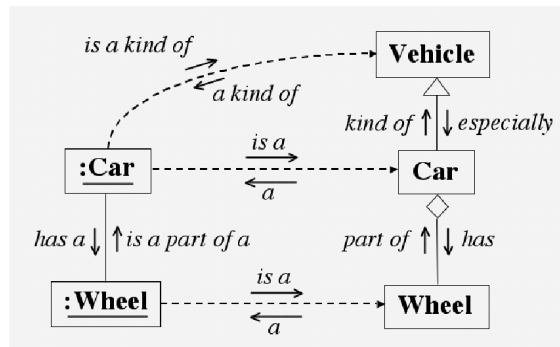 is a kind of
Vehicle
a kind of
kind of
especially
is a
:Car
Car
a
has a
is a part of a
part of
has
is a
:Wheel
Wheel
a